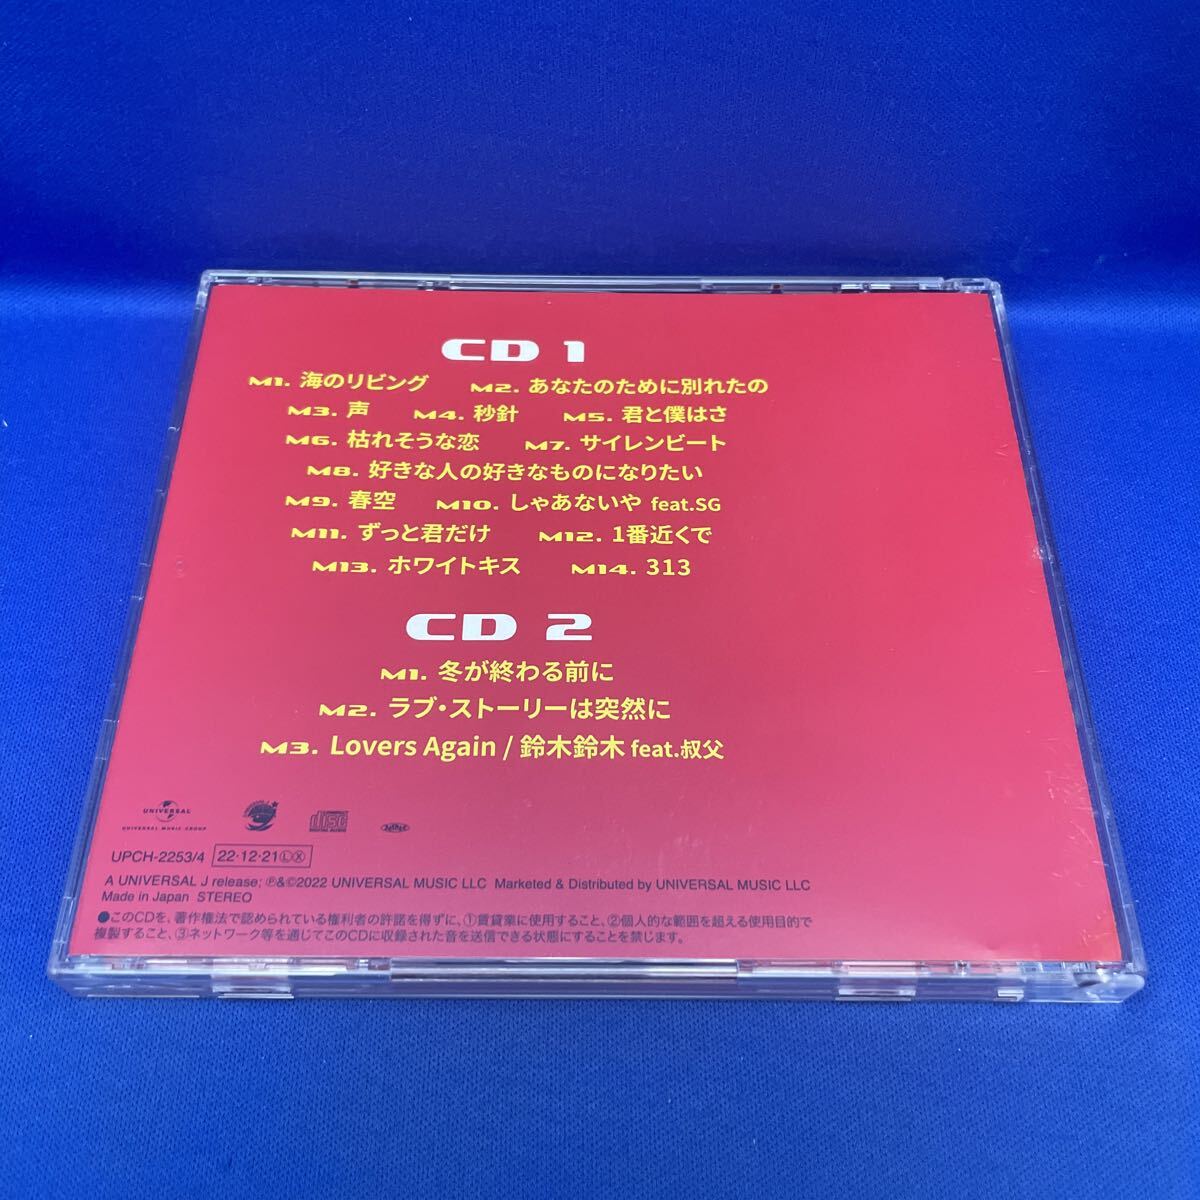 CD 1
M1. 海のリビング M2. あなたのために別れたの
M3. 声 M4. 秒針 M5. 君と僕はさ
M6. 枯れそうな恋 M7. サイレンビート
M8. 好きな人の好きなものになりたい
M9. 春空 M10. しゃあないや feat.SG
M11. ずっと君だけ M12. 1番近くで
M13. ホワイトキス M14. 313
CD 2
M1. 冬が終わる前に
M2. ラブ・ストーリーは突然に
M3. Lovers Again / 鈴木鈴木 feat.叔父
UNIVERSAL
UNIVERSAL MUSIC GROUP
disc
DIGITAL AUDIO
UPCH-2253/4 22·12·21ⓁⓍ
A UNIVERSAL J release; ℗&©2022 UNIVERSAL MUSIC LLC Marketed & Distributed by UNIVERSAL MUSIC LLC
Made in Japan STEREO
●このCDを、著作権法で認められている権利者の許諾を得ずに、①賃貸業に使用すること、②個人的な範囲を超える使用目的で
複製すること、③ネットワーク等を通じてこのCDに収録された音を送信できる状態にすることを禁じます。